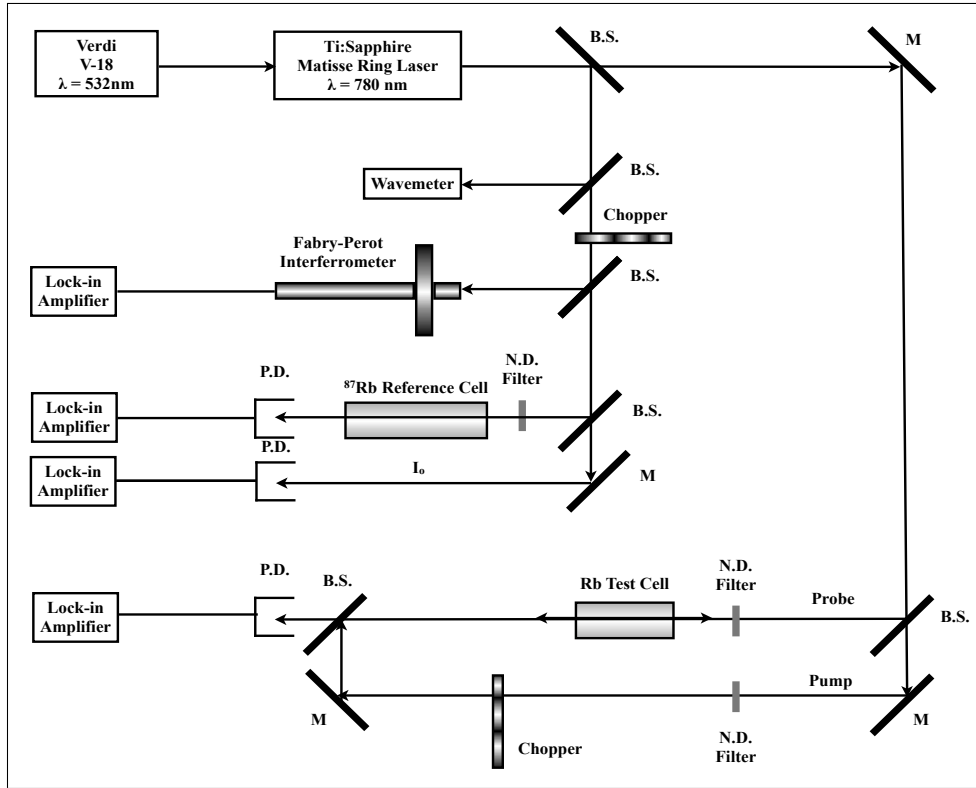 Verdi
V-18
λ = 532nm
Ti:Sapphire
Matisse Ring Laser
λ = 780 nm
B.S.
M
Wavemeter
B.S.
Chopper
Fabry-Perot
Interferrometer
Lock-in
Amplifier
B.S.
N.D.
Filter
P.D.
⁸⁷Rb Reference Cell
Lock-in
Amplifier
B.S.
P.D.
Lock-in
Amplifier
Iₒ
M
P.D.
B.S.
Rb Test Cell
N.D.
Filter
Probe
Lock-in
Amplifier
B.S.
Pump
M
M
Chopper
N.D.
Filter